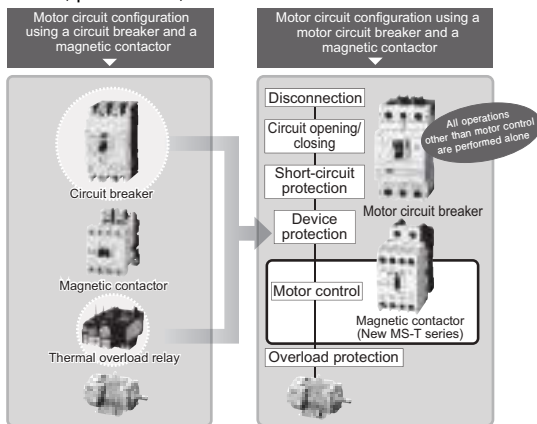 Motor circuit configuration
using a circuit breaker and a
magnetic contactor
Motor circuit configuration using a
motor circuit breaker and a
magnetic contactor
Circuit breaker
Magnetic contactor
Thermal overload relay
Disconnection
Circuit opening/
closing
Short-circuit
protection
Device
protection
Motor control
Overload protection
All operations
other than motor control
are performed alone
Motor circuit breaker
Magnetic contactor
(New MS-T series)